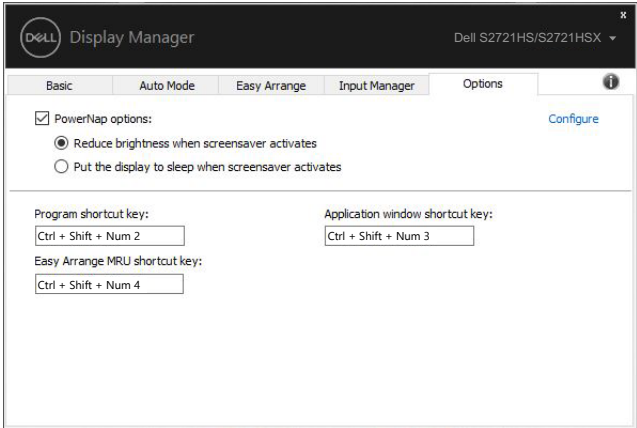 x
DELL Display Manager
Dell S2721HS/S2721HSX
Basic Auto Mode Easy Arrange Input Manager Options
PowerNap options: Configure
Reduce brightness when screensaver activates
Put the display to sleep when screensaver activates
Program shortcut key: Application window shortcut key:
Ctrl + Shift + Num 2 Ctrl + Shift + Num 3
Easy Arrange MRU shortcut key:
Ctrl + Shift + Num 4